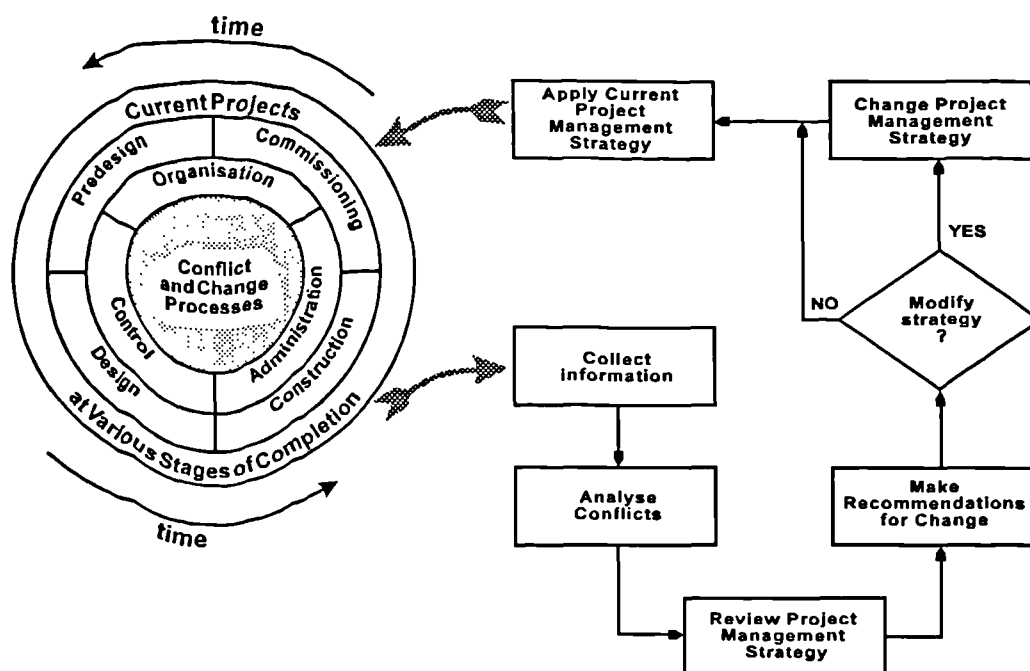 time
Current Projects
Predesign
Commissioning
Organisation
Conflict
and Change
Processes
Control
Administration
Design
Construction
at Various Stages of Completion
time
Apply Current
Project
Management
Strategy
Change Project
Management
Strategy
YES
NO
Modify
strategy
?
Collect
information
Analyse
Conflicts
Make
Recommendations
for Change
Review Project
Management
Strategy